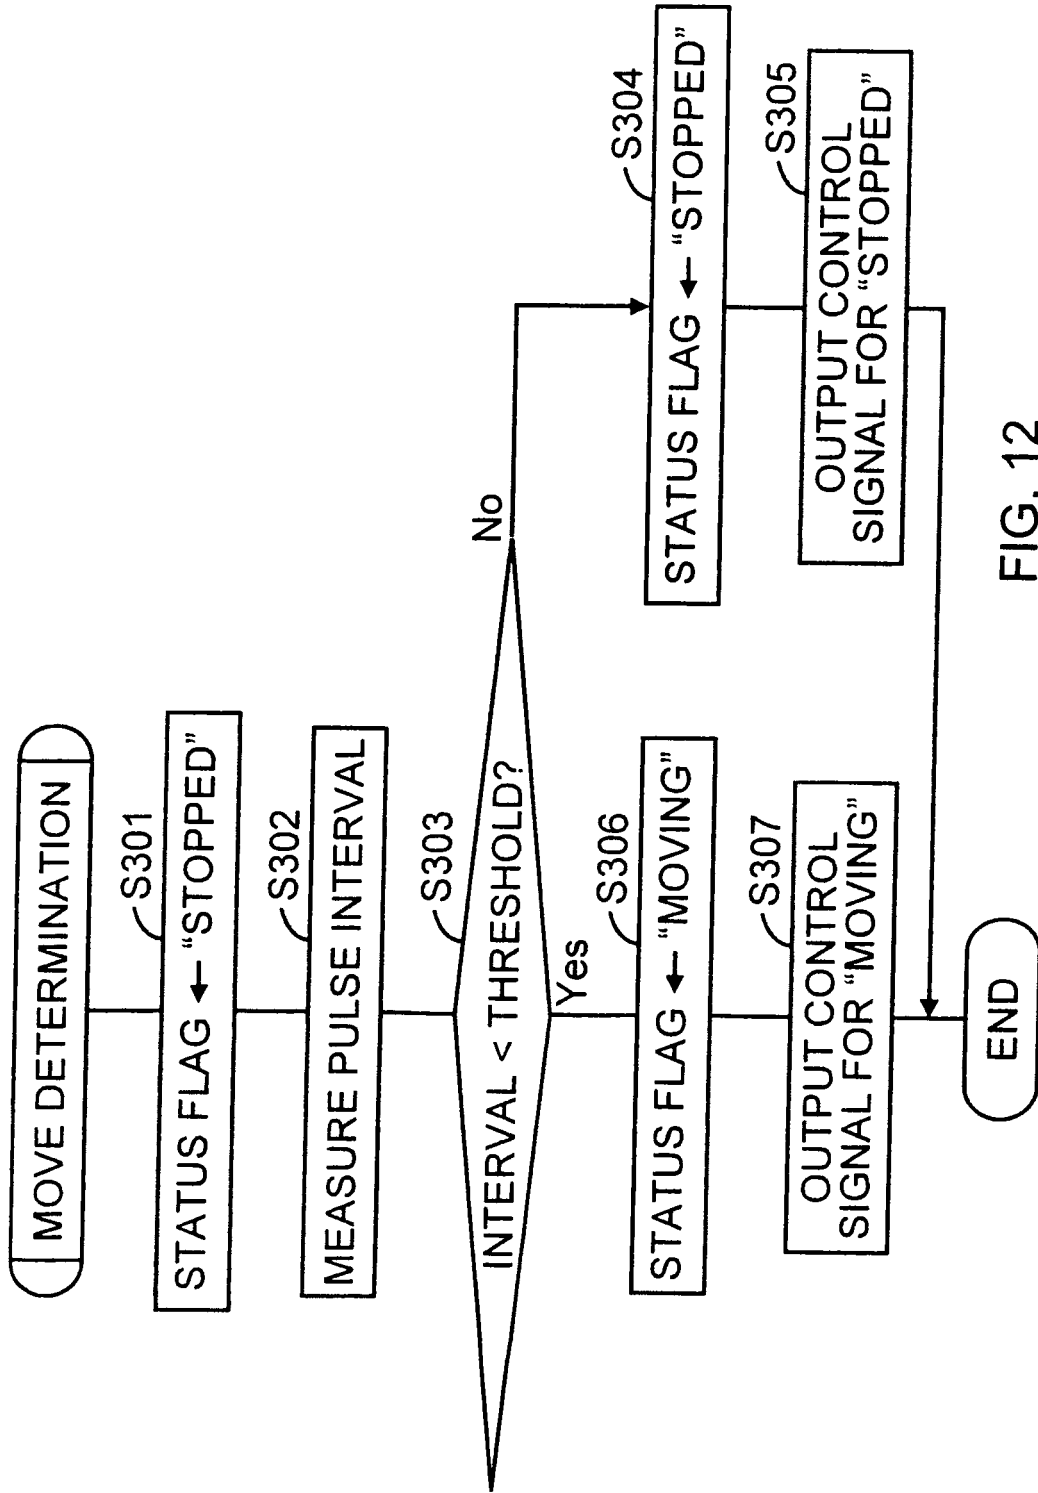 MOVE DETERMINATION
S301
STATUS FLAG ← “STOPPED”
S302
MEASURE PULSE INTERVAL
S303
INTERVAL < THRESHOLD?
No
Yes
S304
STATUS FLAG ← “STOPPED”
S305
OUTPUT CONTROL
SIGNAL FOR “STOPPED”
S306
STATUS FLAG ← “MOVING”
S307
OUTPUT CONTROL
SIGNAL FOR “MOVING”
END
FIG. 12